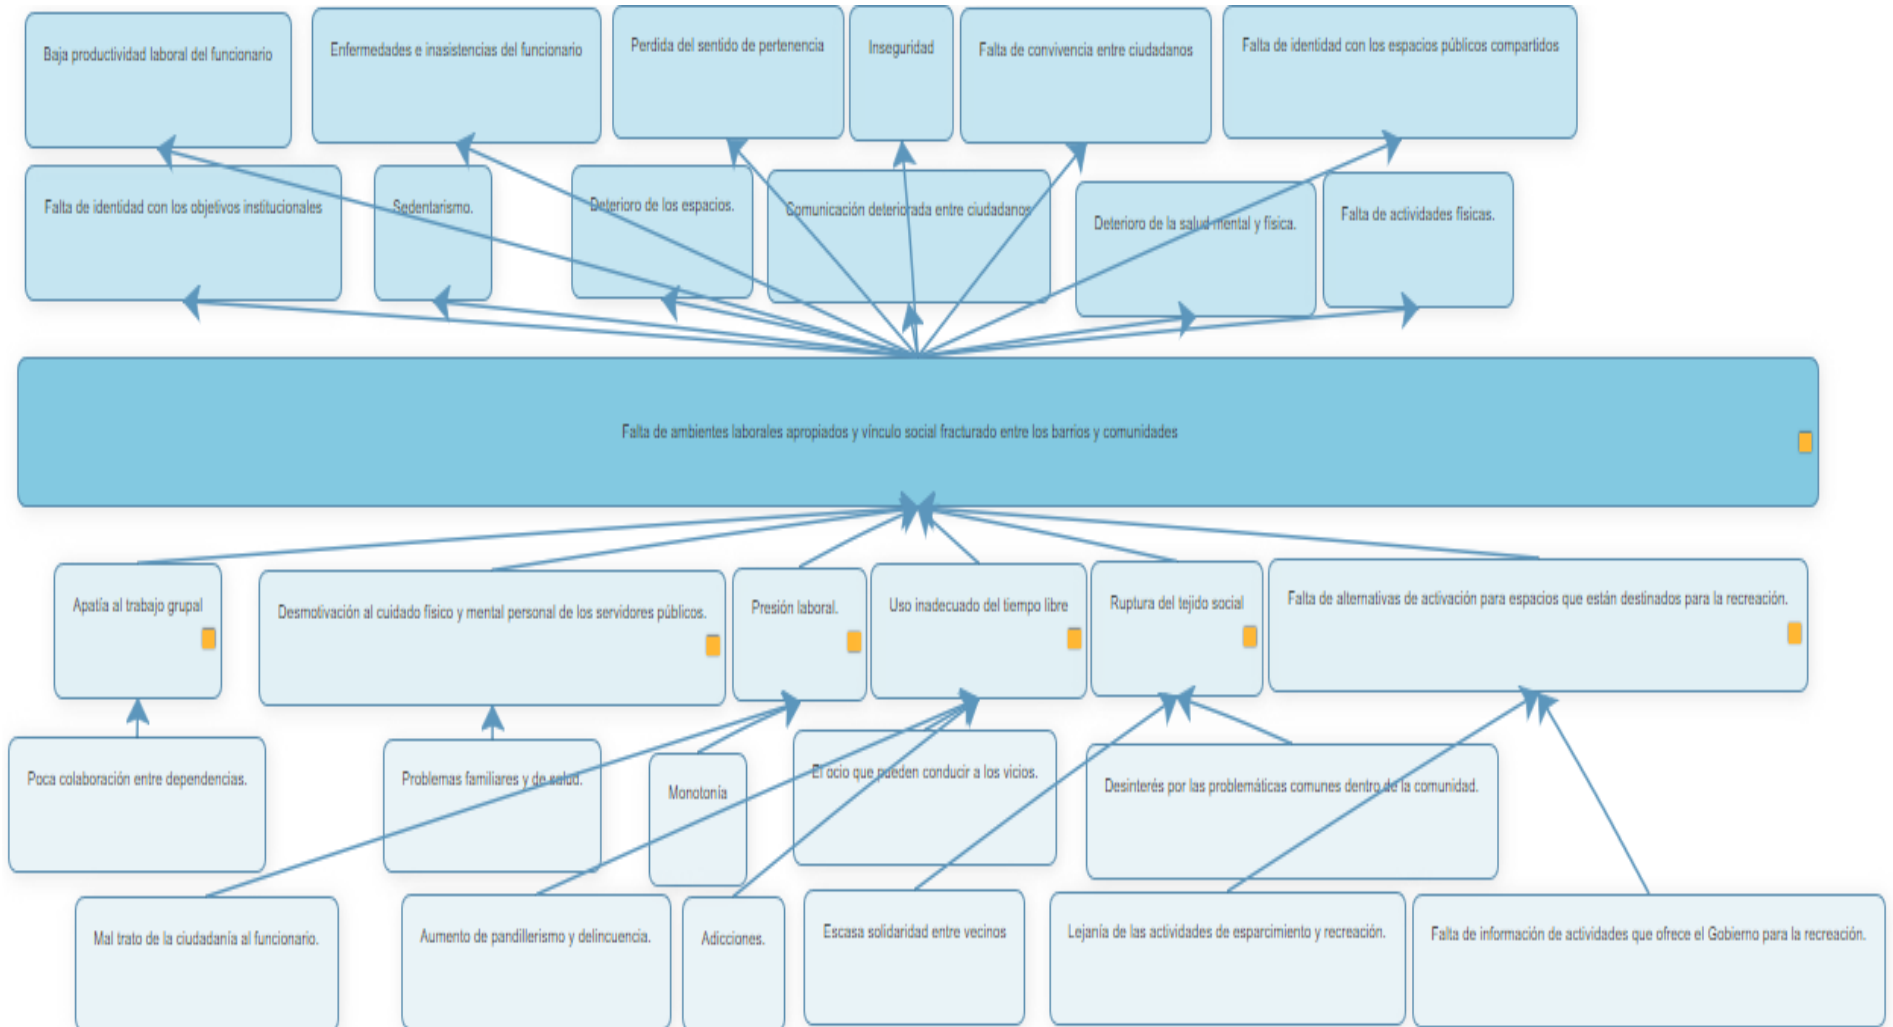 Baja productividad laboral del funcionario
Enfermedades e inasistencias del funcionario
Perdida del sentido de pertenencia
Inseguridad
Falta de convivencia entre ciudadanos
Falta de identidad con los espacios públicos compartidos
Falta de identidad con los objetivos institucionales
Sedentarismo.
Deterioro de los espacios.
Comunicación deteriorada entre ciudadanos
Deterioro de la salud mental y física.
Falta de actividades físicas.
Falta de ambientes laborales apropiados y vínculo social fracturado entre los barrios y comunidades
Apatía al trabajo grupal
Desmotivación al cuidado físico y mental personal de los servidores públicos.
Presión laboral.
Uso inadecuado del tiempo libre
Ruptura del tejido social
Falta de alternativas de activación para espacios que están destinados para la recreación.
Poca colaboración entre dependencias.
Problemas familiares y de salud.
Monotonía
El ocio que pueden conducir a los vicios.
Desinterés por las problemáticas comunes dentro de la comunidad.
Mal trato de la ciudadanía al funcionario.
Aumento de pandillerismo y delincuencia.
Adicciones.
Escasa solidaridad entre vecinos
Lejanía de las actividades de esparcimiento y recreación.
Falta de información de actividades que ofrece el Gobierno para la recreación.